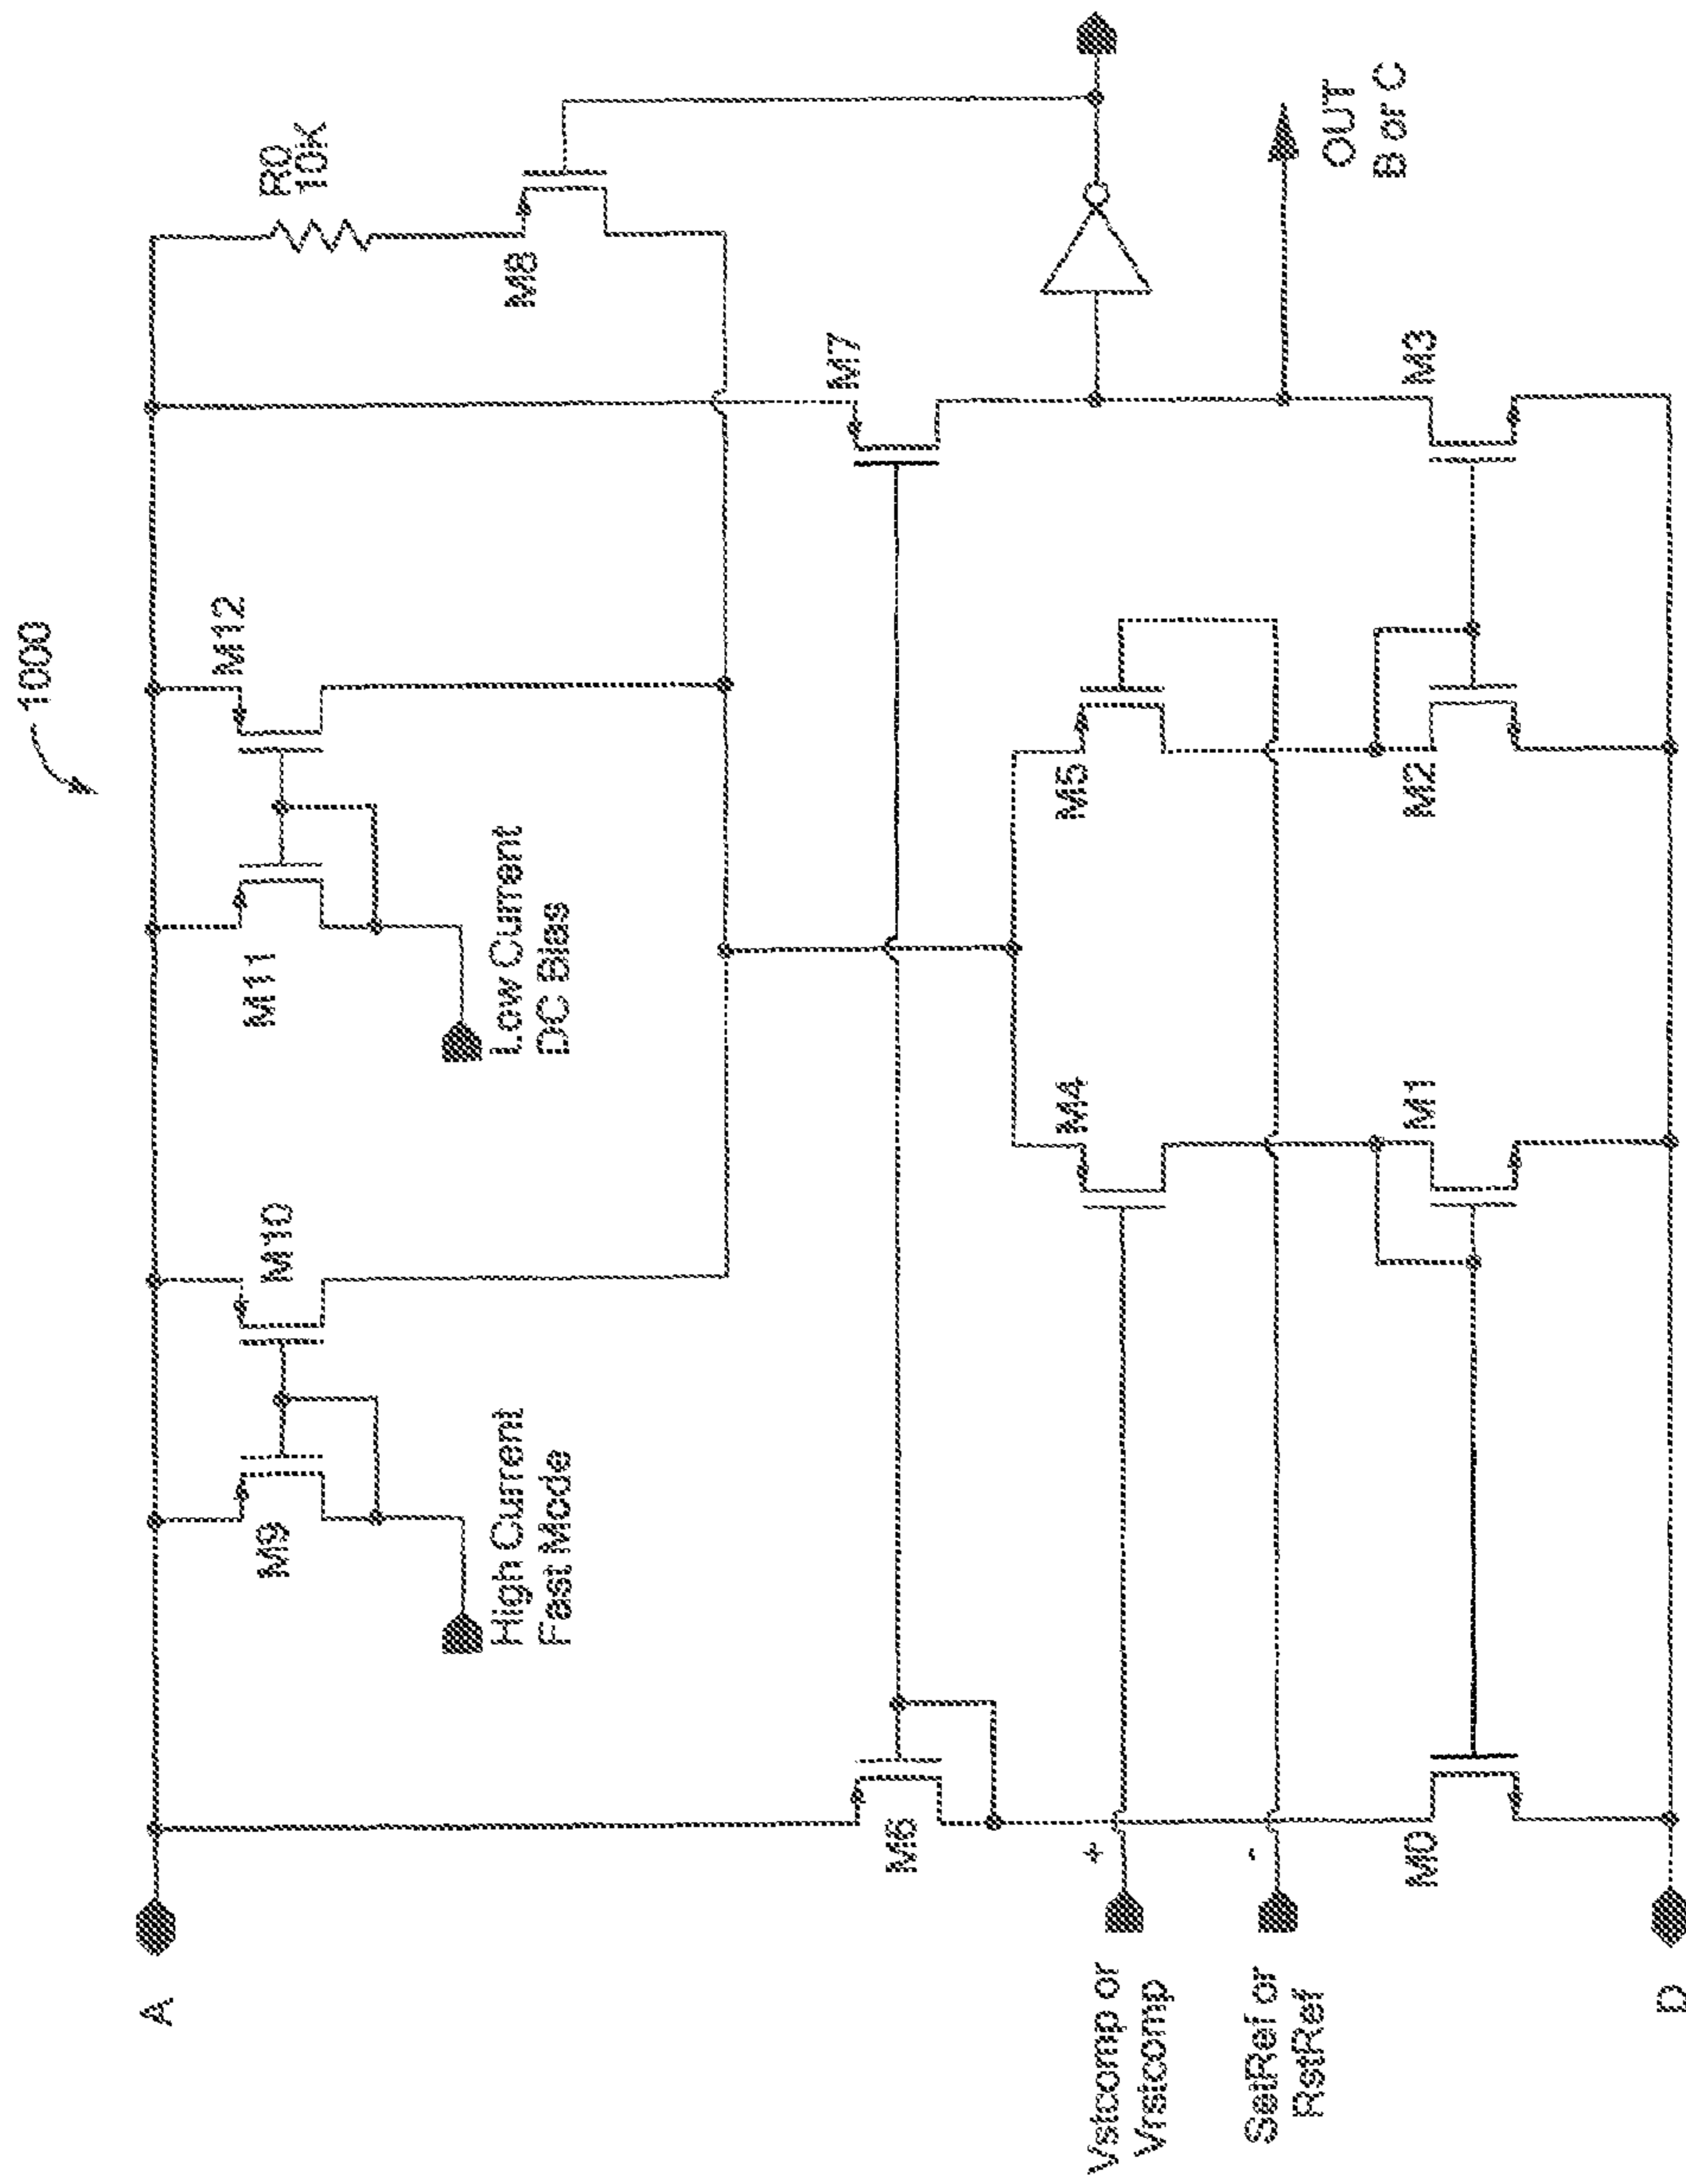 1000
A
M9
M10
High Current
Fast Mode
M11
M12
Low Current
DC Bias
R0
10K
M8
M6
M7
Vstcomp or
Vrstcomp
+
SetRef or
RstRef
-
M4
M5
OUT
B or C
M0
M1
M2
M3
D